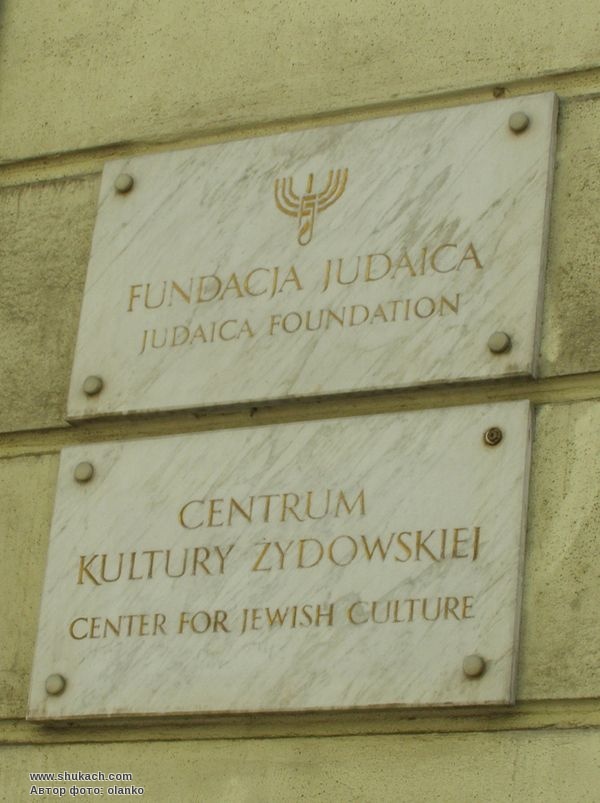 FUNDACJA JUDAICA
JUDAICA FOUNDATION
CENTRUM
KULTURY ŻYDOWSKIEJ
CENTER FOR JEWISH CULTURE
www.shukach.com
Автор фото: olanko